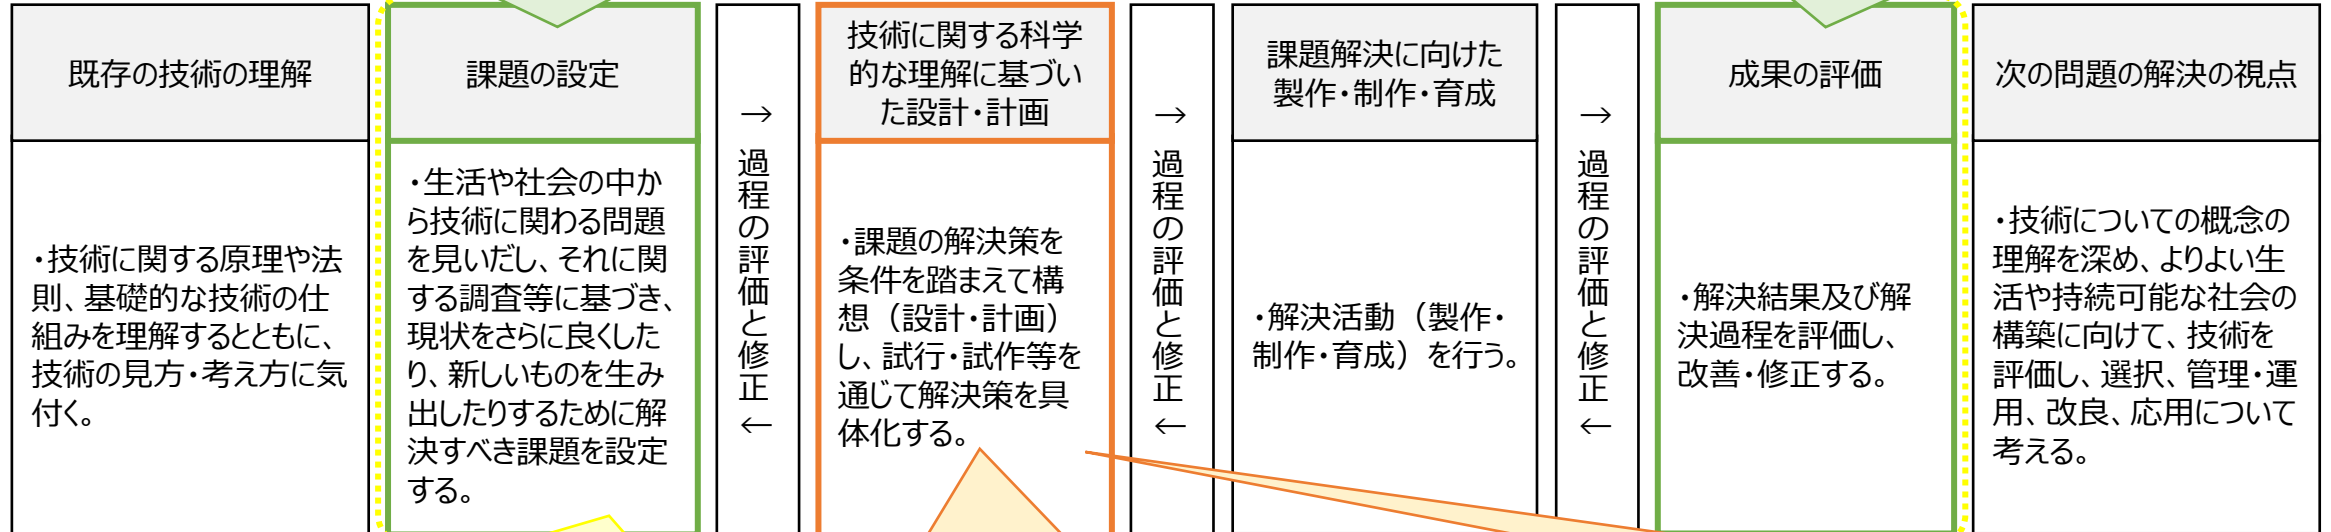 既存の技術の理解
・技術に関する原理や法
則、基礎的な技術の仕
組みを理解するとともに、
技術の見方・考え方に気
付く。
課題の設定
・生活や社会の中か
ら技術に関わる問題
を見いだし、それに関
する調査等に基づき、
現状をさらに良くした
り、新しいものを生み
出したりするために解
決すべき課題を設定
する。
→過程の評価と修正←
技術に関する科学
的な理解に基づい
た設計・計画
・課題の解決策を
条件を踏まえて構
想（設計・計画）
し、試行・試作等を
通じて解決策を具
体化する。
→過程の評価と修正←
課題解決に向けた
製作・制作・育成
・解決活動（製作・
制作・育成）を行う。
→過程の評価と修正←
成果の評価
・解決結果及び解
決過程を評価し、
改善・修正する。
次の問題の解決の視点
・技術についての概念の
理解を深め、よりよい生
活や持続可能な社会の
構築に向けて、技術を
評価し、選択、管理・運
用、改良、応用について
考える。